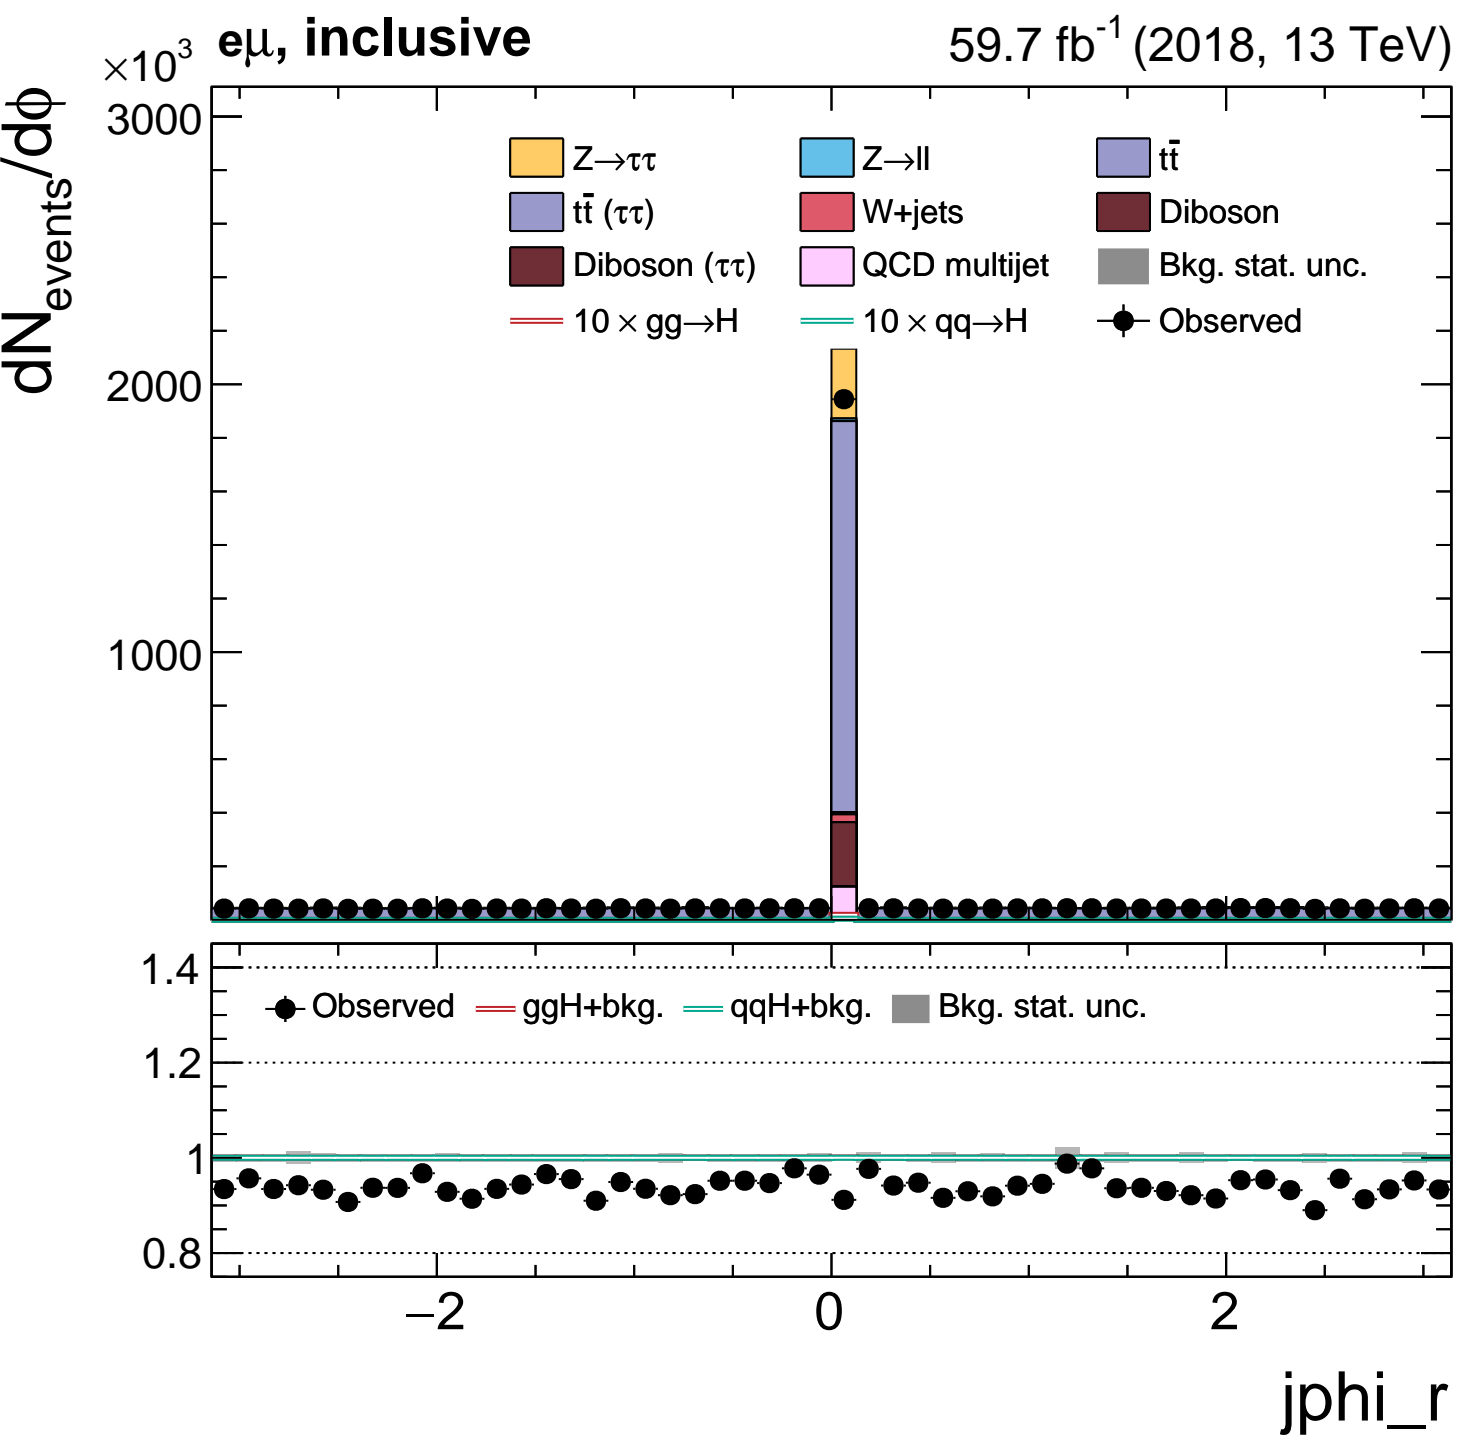 ×10³ eμ, inclusive 59.7 fb⁻¹ (2018, 13 TeV)
dN_events/dϕ
3000
2000
1000
Z→ττ Z→ll tt̄
tt̄ (ττ) W+jets Diboson
Diboson (ττ) QCD multijet Bkg. stat. unc.
10 × gg→H 10 × qq→H Observed
1.4
Observed ggH+bkg. qqH+bkg. Bkg. stat. unc.
1.2
1
0.8
−2 0 2
jphi_r